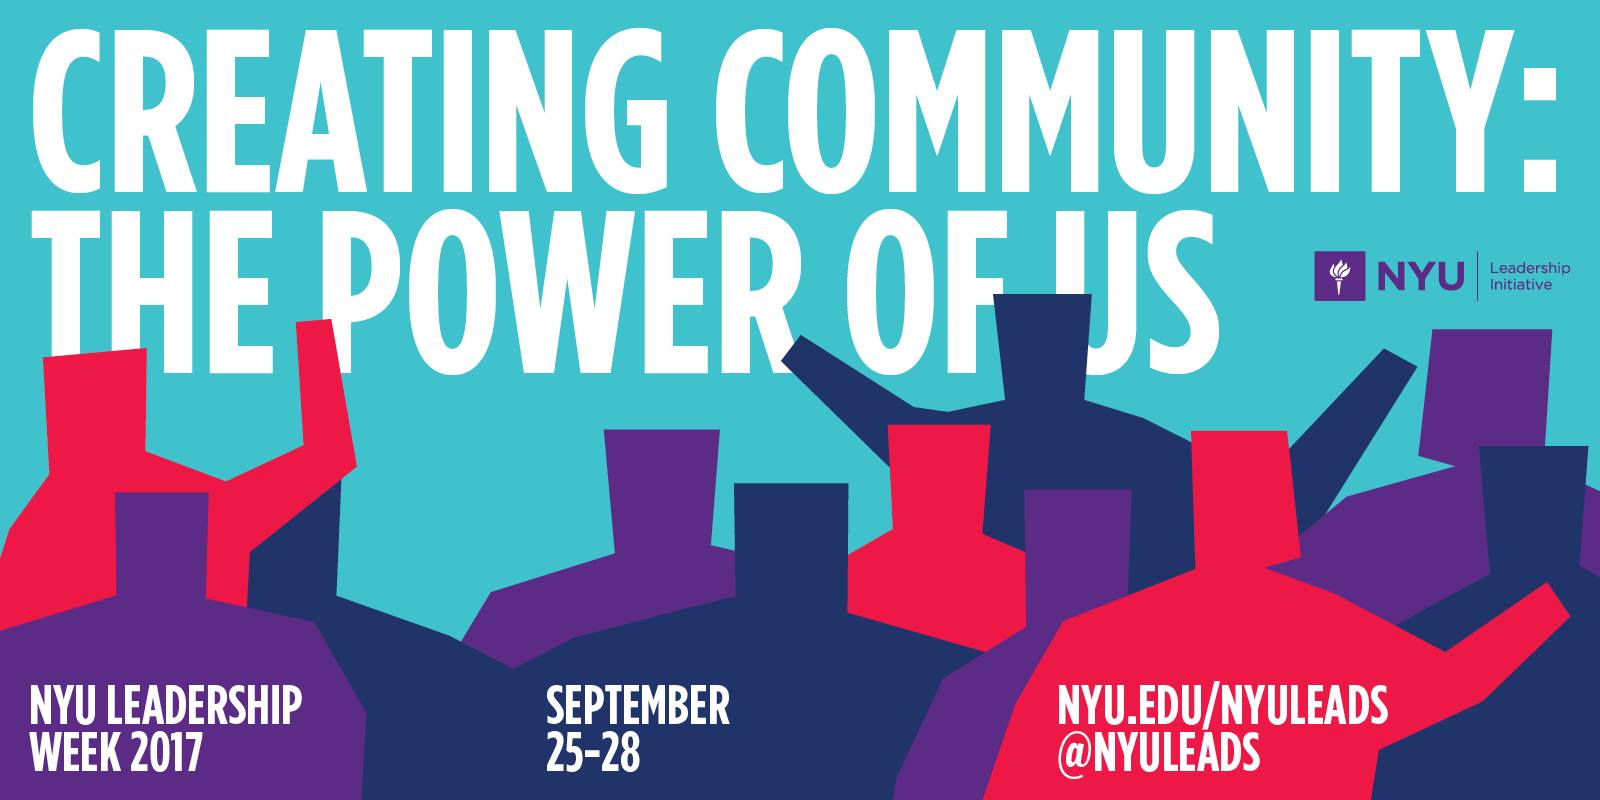 CREATING COMMUNITY:
THE POWER OF US
NYU
Leadership
Initiative
NYU LEADERSHIP
WEEK 2017
SEPTEMBER
25–28
NYU.EDU/NYULEADS
@NYULEADS